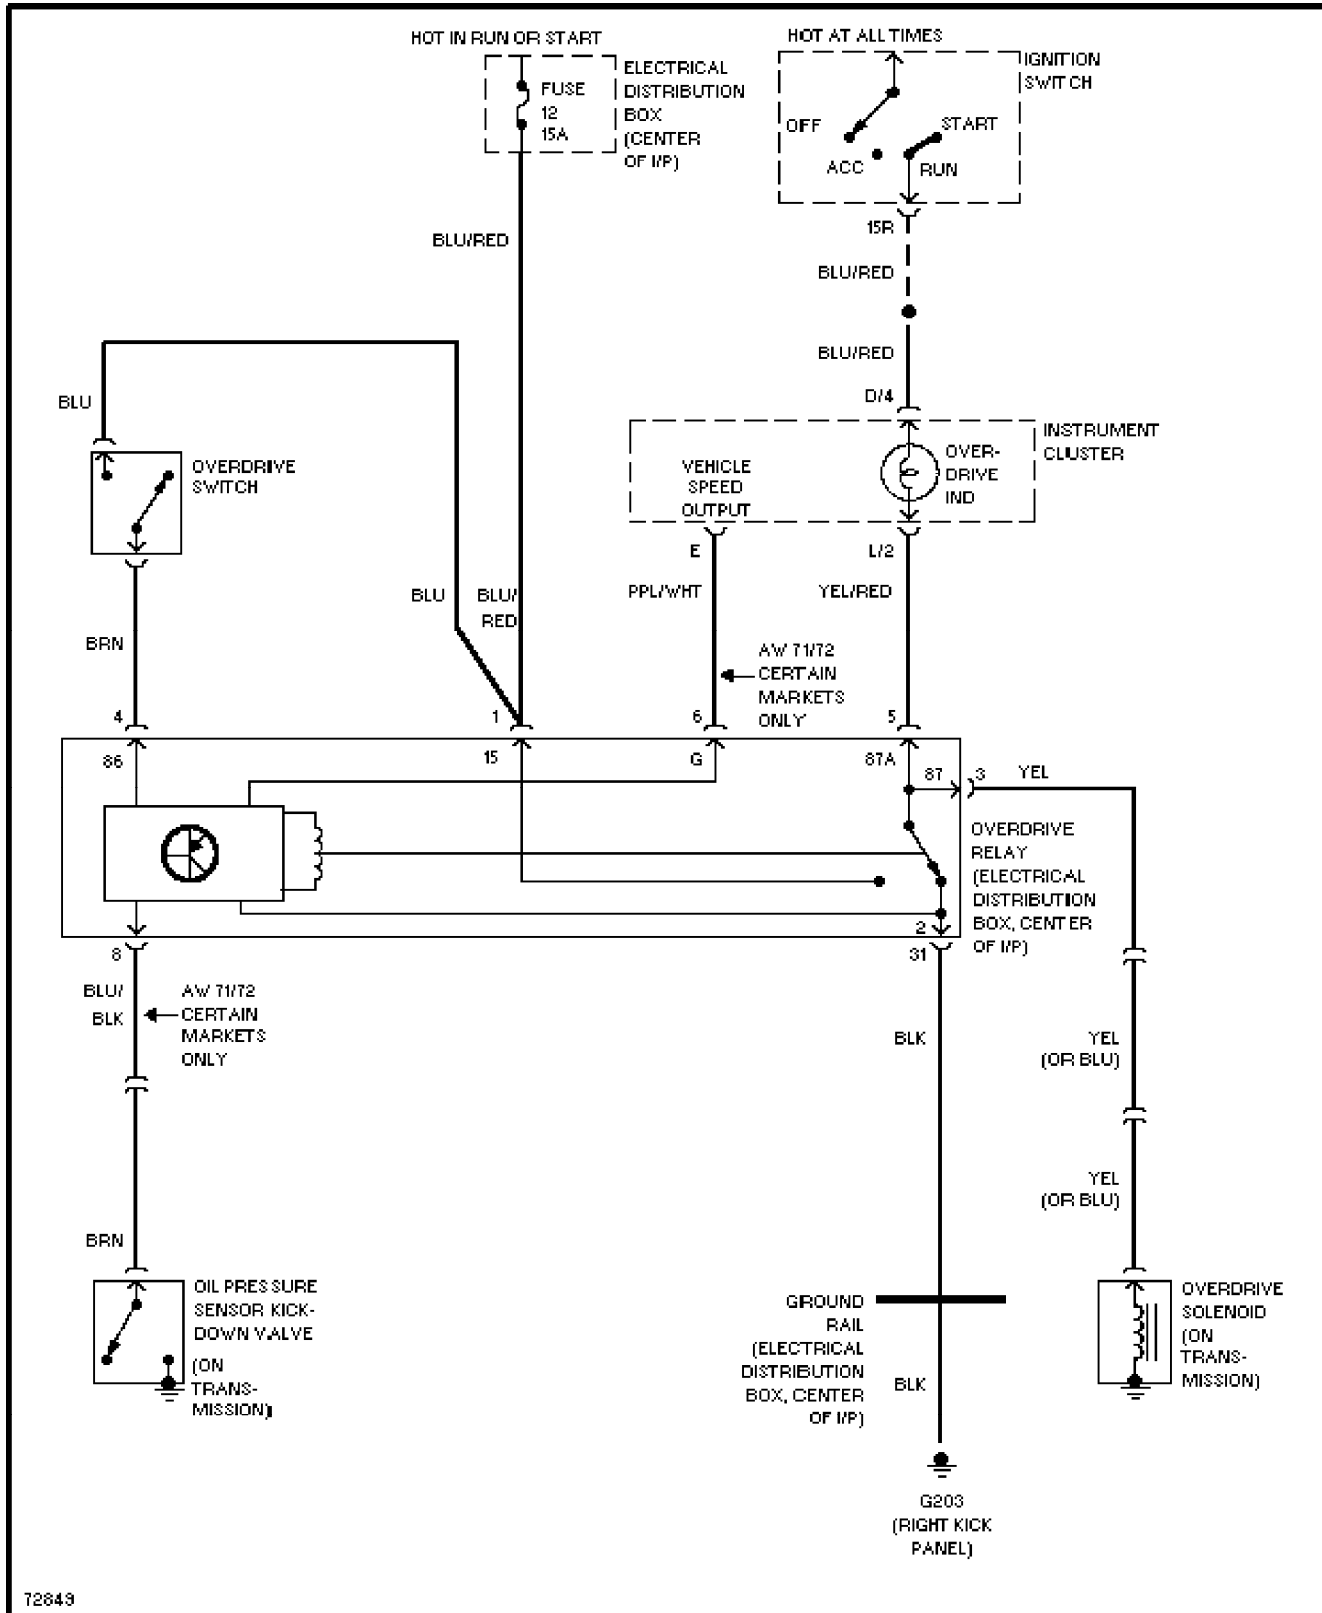 HOT IN RUN OR START
HOT AT ALL TIMES
FUSE
12
15A
ELECTRICAL
DISTRIBUTION
BOX
(CENTER
OF I/P)
IGNITION
SWITCH
OFF
START
ACC
RUN
15R
BLU/RED
BLU/RED
BLU/RED
D/4
BLU
OVERDRIVE
SWITCH
VEHICLE
SPEED
OUTPUT
OVER-
DRIVE
IND
INSTRUMENT
CLUSTER
E
L/2
BLU
BLU/
RED
PPL/WHT
YEL/RED
BRN
AW 71/72
CERTAIN
MARKETS
ONLY
4
1
6
5
86
15
G
87A
87
3
YEL
OVERDRIVE
RELAY
(ELECTRICAL
DISTRIBUTION
BOX, CENTER
OF I/P)
2
8
31
BLU/
BLK
AW 71/72
CERTAIN
MARKETS
ONLY
BLK
YEL
(OR BLU)
YEL
(OR BLU)
BRN
OIL PRESSURE
SENSOR KICK-
DOWN VALVE
(ON
TRANS-
MISSION)
GROUND
RAIL
(ELECTRICAL
DISTRIBUTION
BOX, CENTER
OF I/P)
BLK
OVERDRIVE
SOLENOID
(ON
TRANS-
MISSION)
G203
(RIGHT KICK
PANEL)
72849